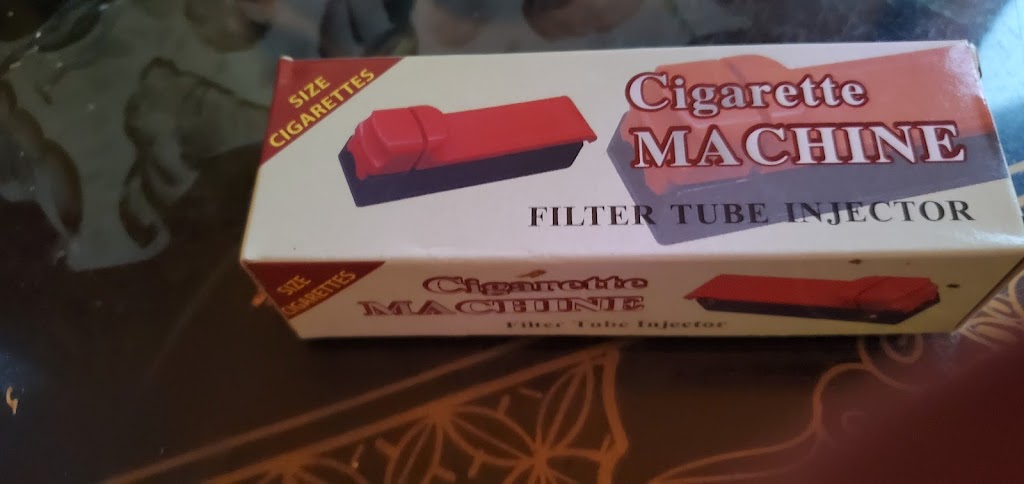 SIZE
CIGARETTES
Cigarette
MACHINE
FILTER TUBE INJECTOR
SIZE
CIGARETTES
Cigarette
MACHINE
Filter Tube Injector